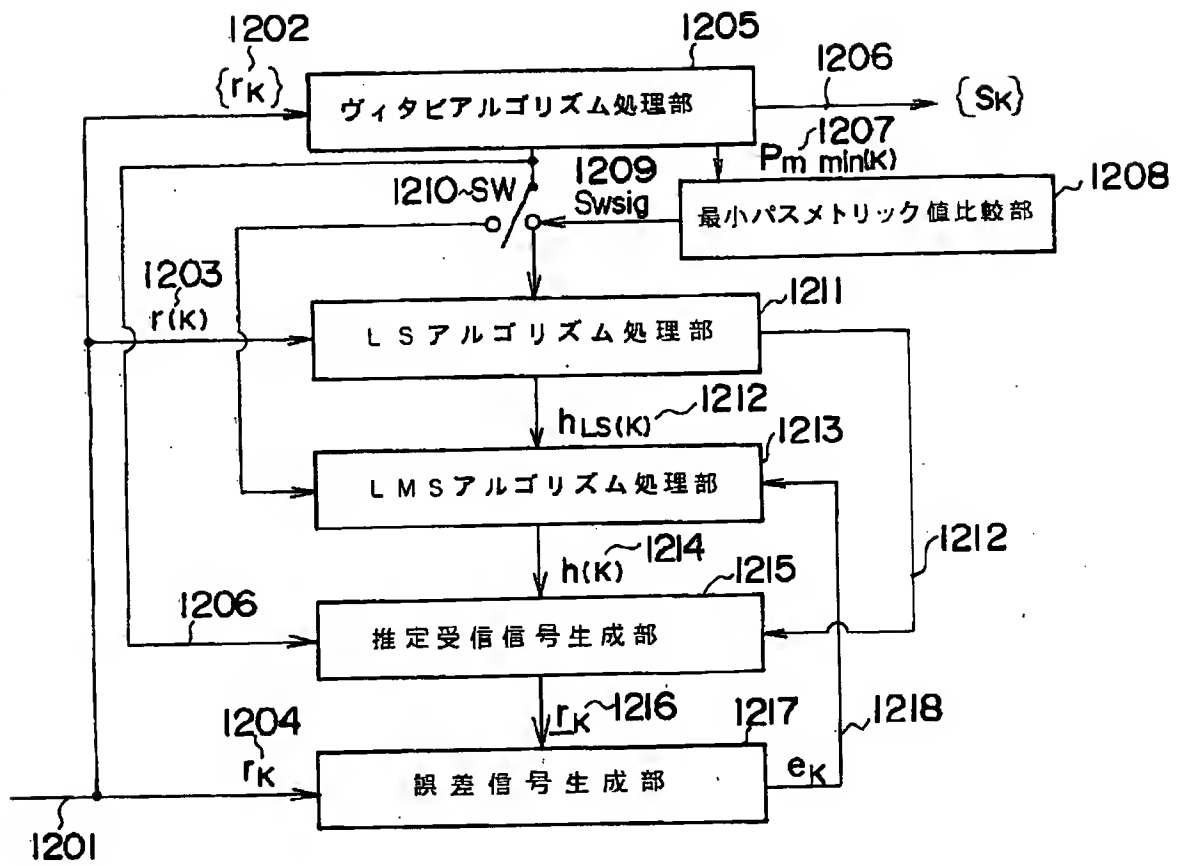 1202
{rK}
1205
ヴィタビアルゴリズム処理部
1206
{SK}
1207
Pm min(K)
1208
最小パスメトリック値比較部
1209
Swsig
1210
SW
1203
r(K)
1211
LSアルゴリズム処理部
hLS(K)
1212
1213
LMSアルゴリズム処理部
1212
h(K)
1214
1215
1206
推定受信信号生成部
rK
1216
1217
1218
1204
rK
誤差信号生成部
eK
1201